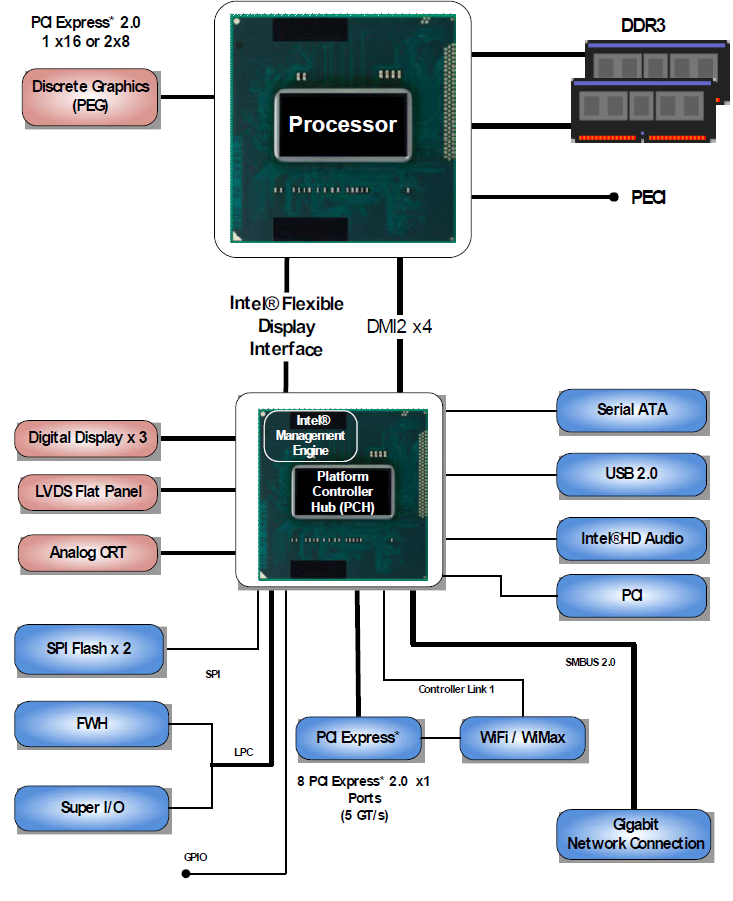 PCI Express* 2.0
1 x16 or 2x8
DDR3
Discrete Graphics
(PEG)
Processor
PECI
Intel® Flexible
Display
Interface
DMI2 x4
Intel®
Management
Engine
Platform
Controller
Hub (PCH)
Digital Display x 3
LVDS Flat Panel
Analog CRT
Serial ATA
USB 2.0
Intel®HD Audio
PCI
SPI Flash x 2
SPI
FWH
LPC
Super I/O
GPIO
SMBUS 2.0
Controller Link 1
PCI Express*
WiFi / WiMax
8 PCI Express* 2.0 x1
Ports
(5 GT/s)
Gigabit
Network Connection